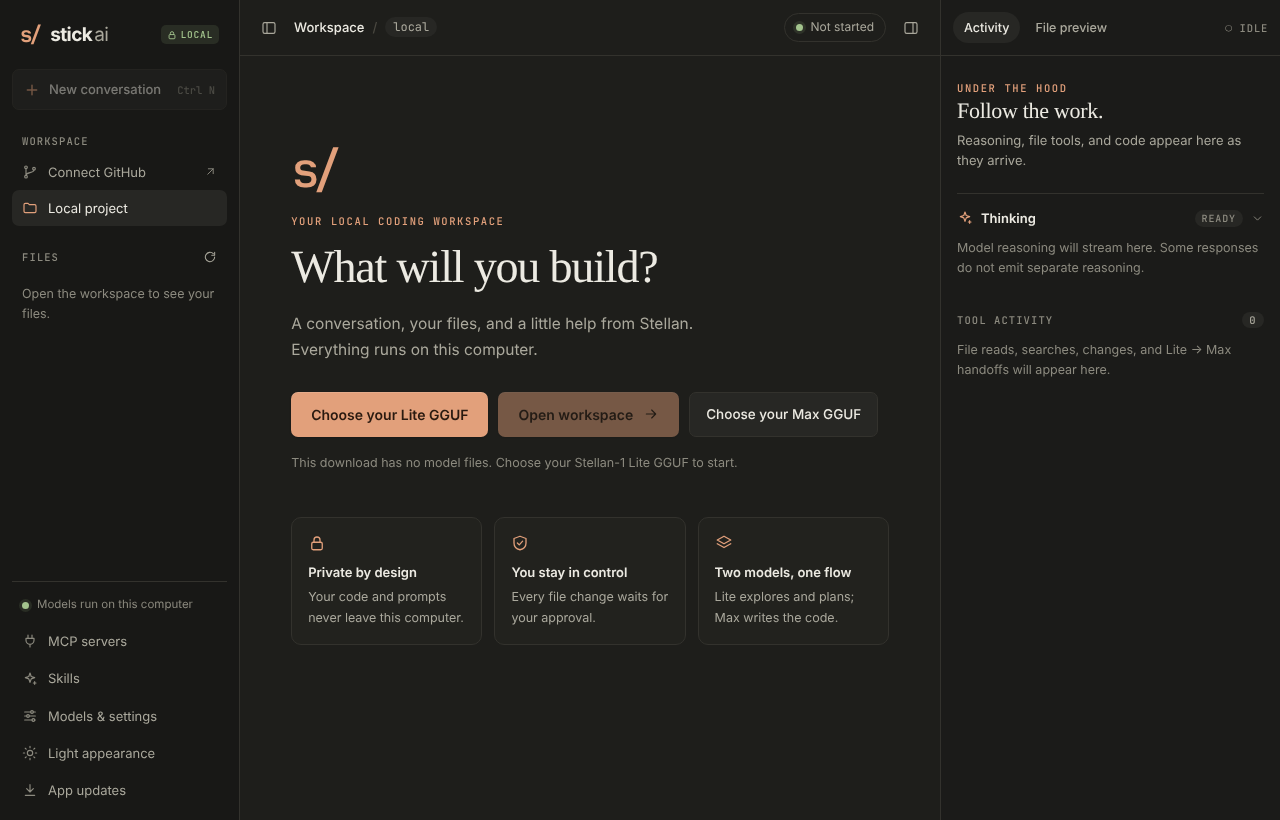 s/ stick ai
LOCAL
New conversation Ctrl N
WORKSPACE
Connect GitHub
Local project
FILES
Open the workspace to see your
files.
Models run on this computer
MCP servers
Skills
Models & settings
Light appearance
App updates
Workspace / local
Not started
s/
YOUR LOCAL CODING WORKSPACE
What will you build?
A conversation, your files, and a little help from Stellan.
Everything runs on this computer.
Choose your Lite GGUF
Open workspace →
Choose your Max GGUF
This download has no model files. Choose your Stellan-1 Lite GGUF to start.
Private by design
Your code and prompts
never leave this computer.
You stay in control
Every file change waits for
your approval.
Two models, one flow
Lite explores and plans;
Max writes the code.
Activity
File preview
IDLE
UNDER THE HOOD
Follow the work.
Reasoning, file tools, and code appear here as
they arrive.
Thinking
READY
Model reasoning will stream here. Some responses
do not emit separate reasoning.
TOOL ACTIVITY 0
File reads, searches, changes, and Lite → Max
handoffs will appear here.